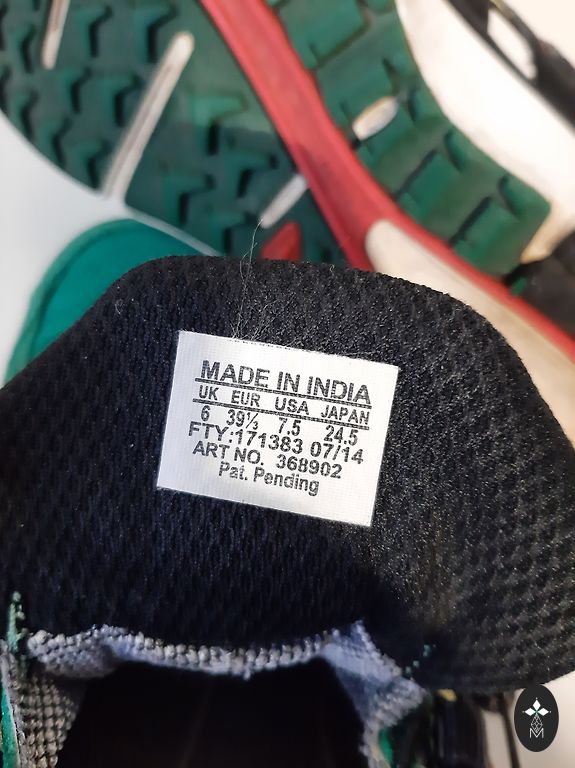 MADE IN INDIA
UK EUR USA JAPAN
6 39⅓ 7.5 24.5
FTY:171383 07/14
ART NO. 368902
Pat. Pending
M